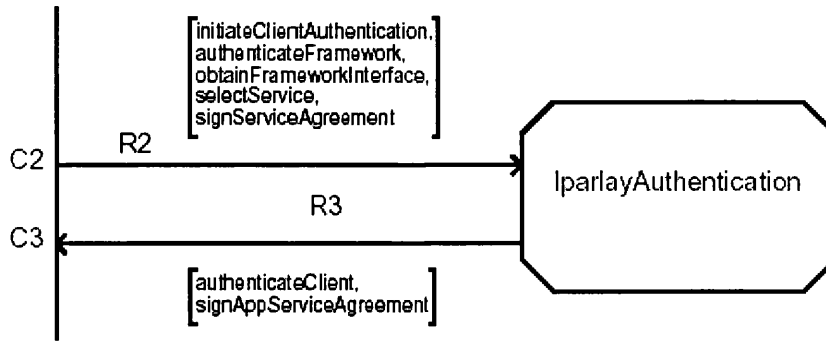 initiateClientAuthentication,
authenticateFramework,
obtainFrameworkInterface,
selectService,
signServiceAgreement
R2
C2
IparlayAuthentication
R3
C3
authenticateClient,
signAppServiceAgreement